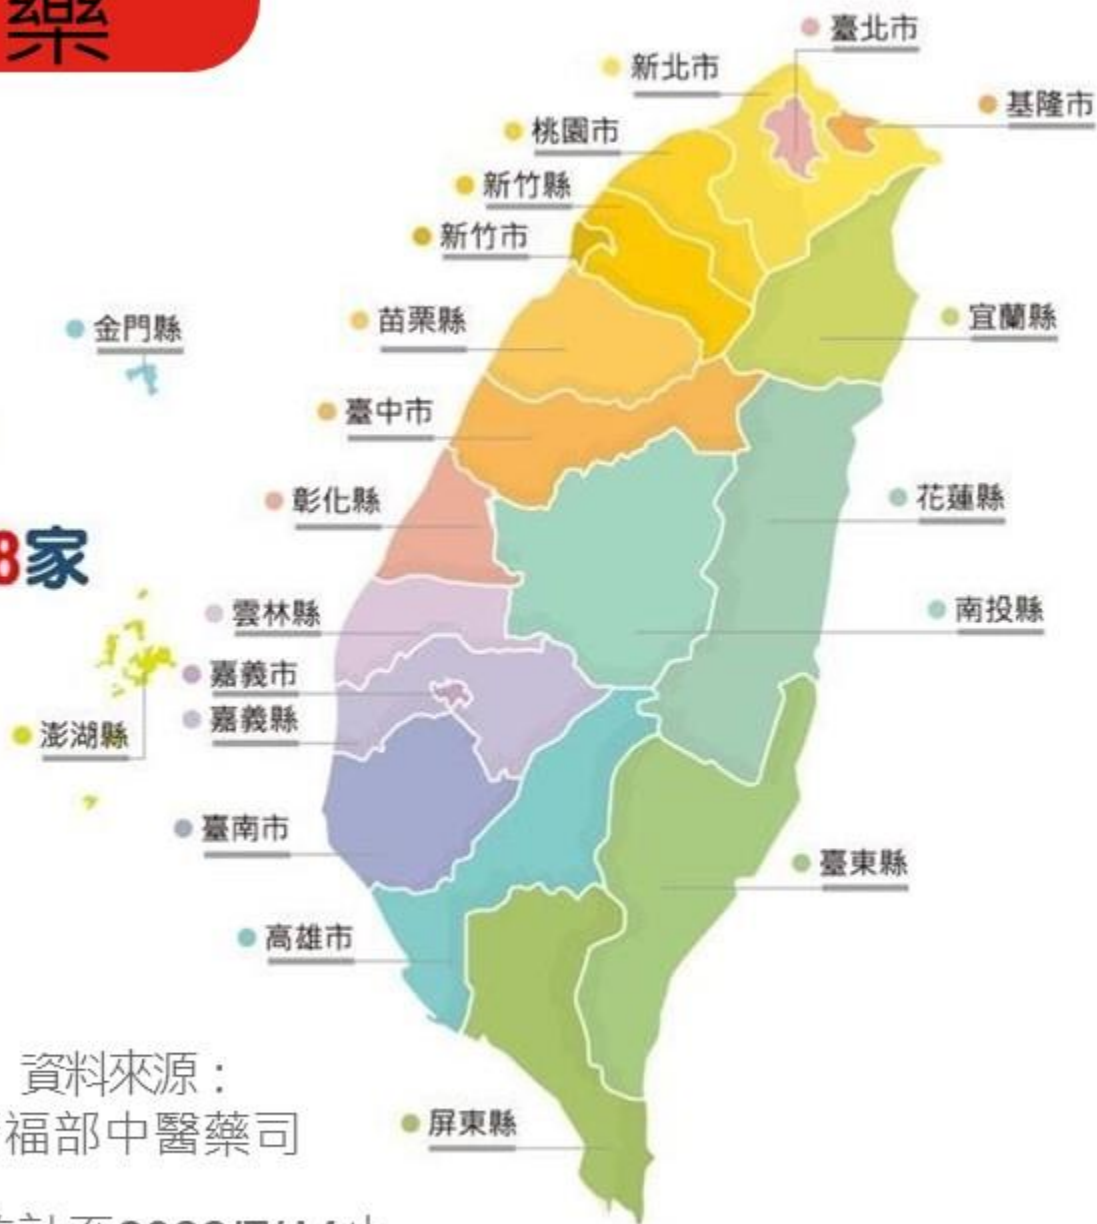 藥
臺北市
新北市
基隆市
桃園市
新竹縣
新竹市
苗栗縣
宜蘭縣
金門縣
臺中市
彰化縣
花蓮縣
8家
雲林縣
南投縣
嘉義市
嘉義縣
澎湖縣
臺南市
臺東縣
高雄市
資料來源：
福部中醫藥司
屏東縣